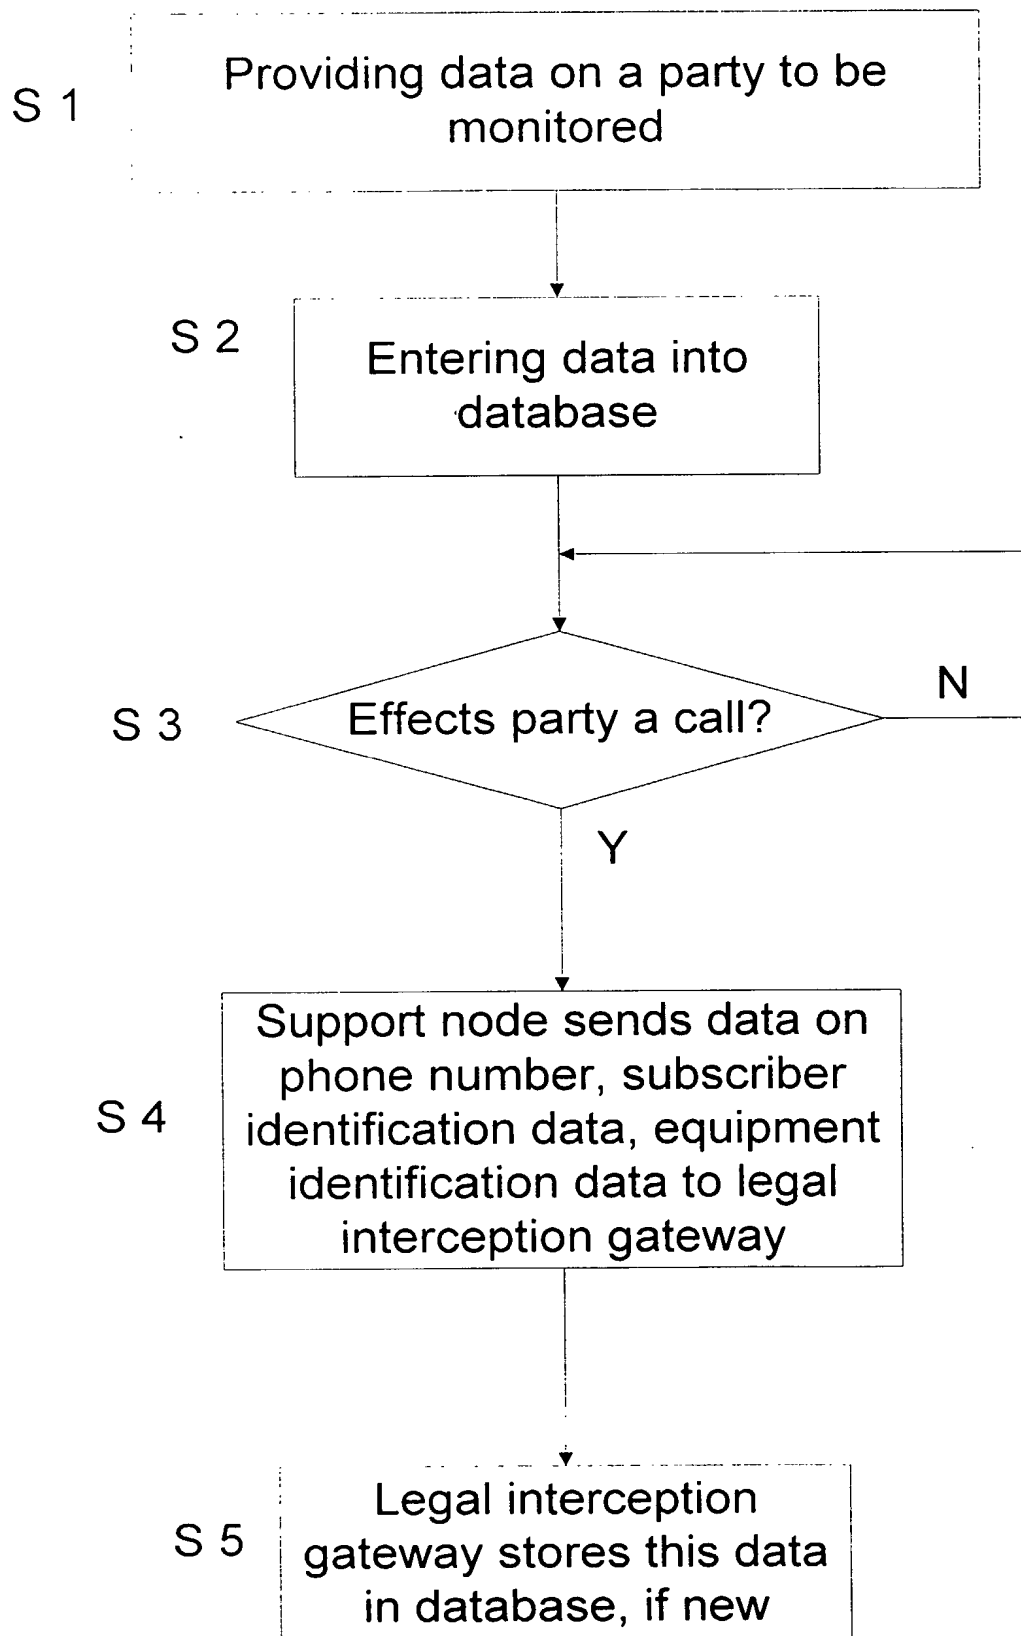 S 1
Providing data on a party to be
monitored
S 2
Entering data into
database
S 3
Effects party a call?
N
Y
S 4
Support node sends data on
phone number, subscriber
identification data, equipment
identification data to legal
interception gateway
S 5
Legal interception
gateway stores this data
in database, if new